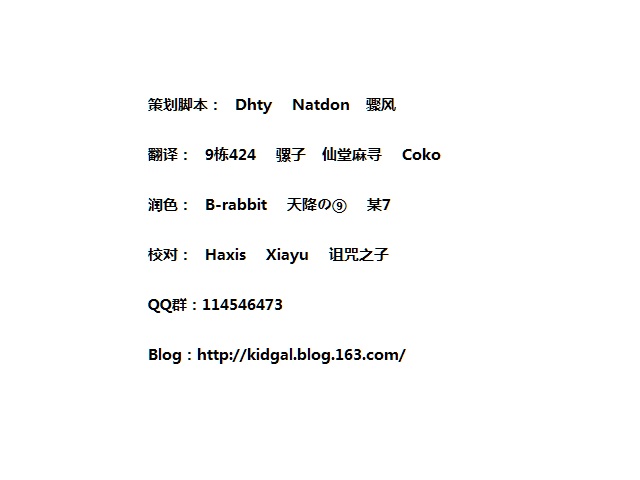 策划脚本： Dhty Natdon 骤风
翻译： 9栋424 骡子 仙堂麻寻 Coko
润色： B-rabbit 天降の⑨ 某7
校对： Haxis Xiayu 诅咒之子
QQ群：114546473
Blog：http://kidgal.blog.163.com/